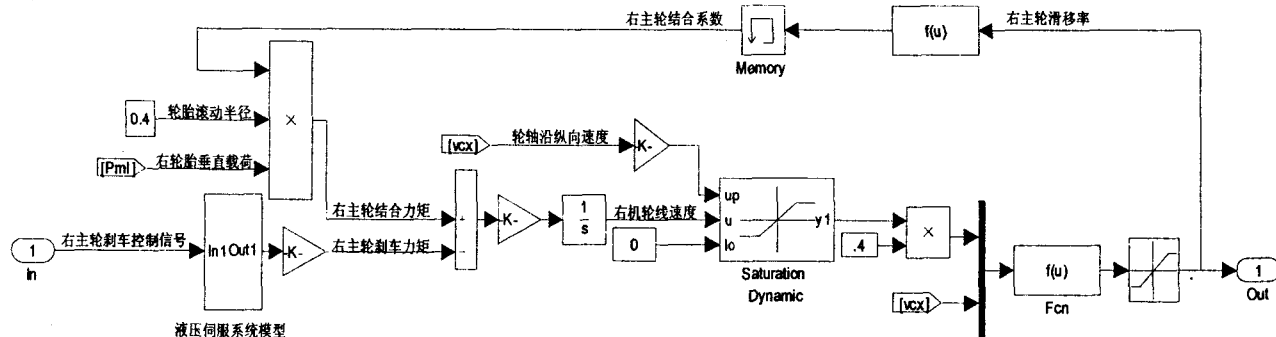 右主轮结合系数
f(u)
右主轮滑移率
Memory
0.4
轮胎滚动半径
×
[Pml]
右轮胎垂直载荷
[vcx]
轮轴沿纵向速度
-K-
右主轮结合力矩
+
−
-K-
1
s
右机轮线速度
0
up
u
lo
y1
Saturation
Dynamic
.4
×
[vcx]
f(u)
Fcn
1
Out
1
In
右主轮刹车控制信号
In1
Out1
液压伺服系统模型
-K-
右主轮刹车力矩